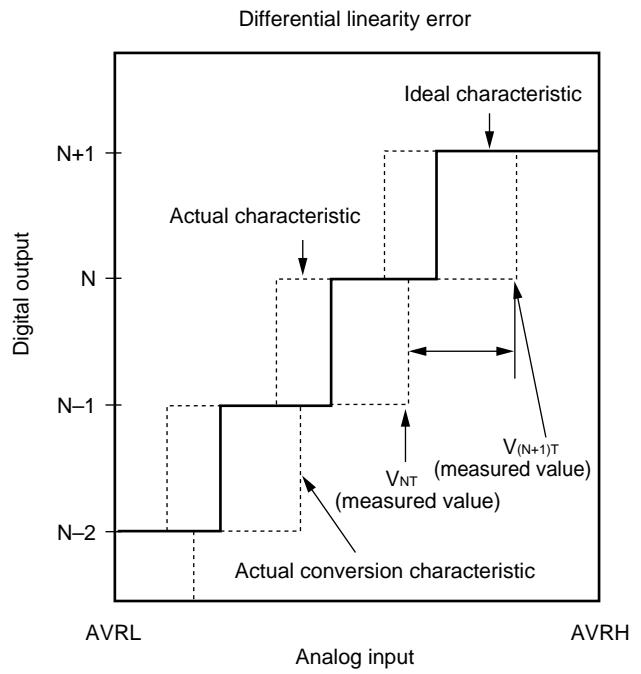 Differential linearity error
Ideal characteristic
N+1
Actual characteristic
N
Digital output
N–1
V(N+1)T
(measured value)
VNT
(measured value)
N–2
Actual conversion characteristic
AVRL
AVRH
Analog input